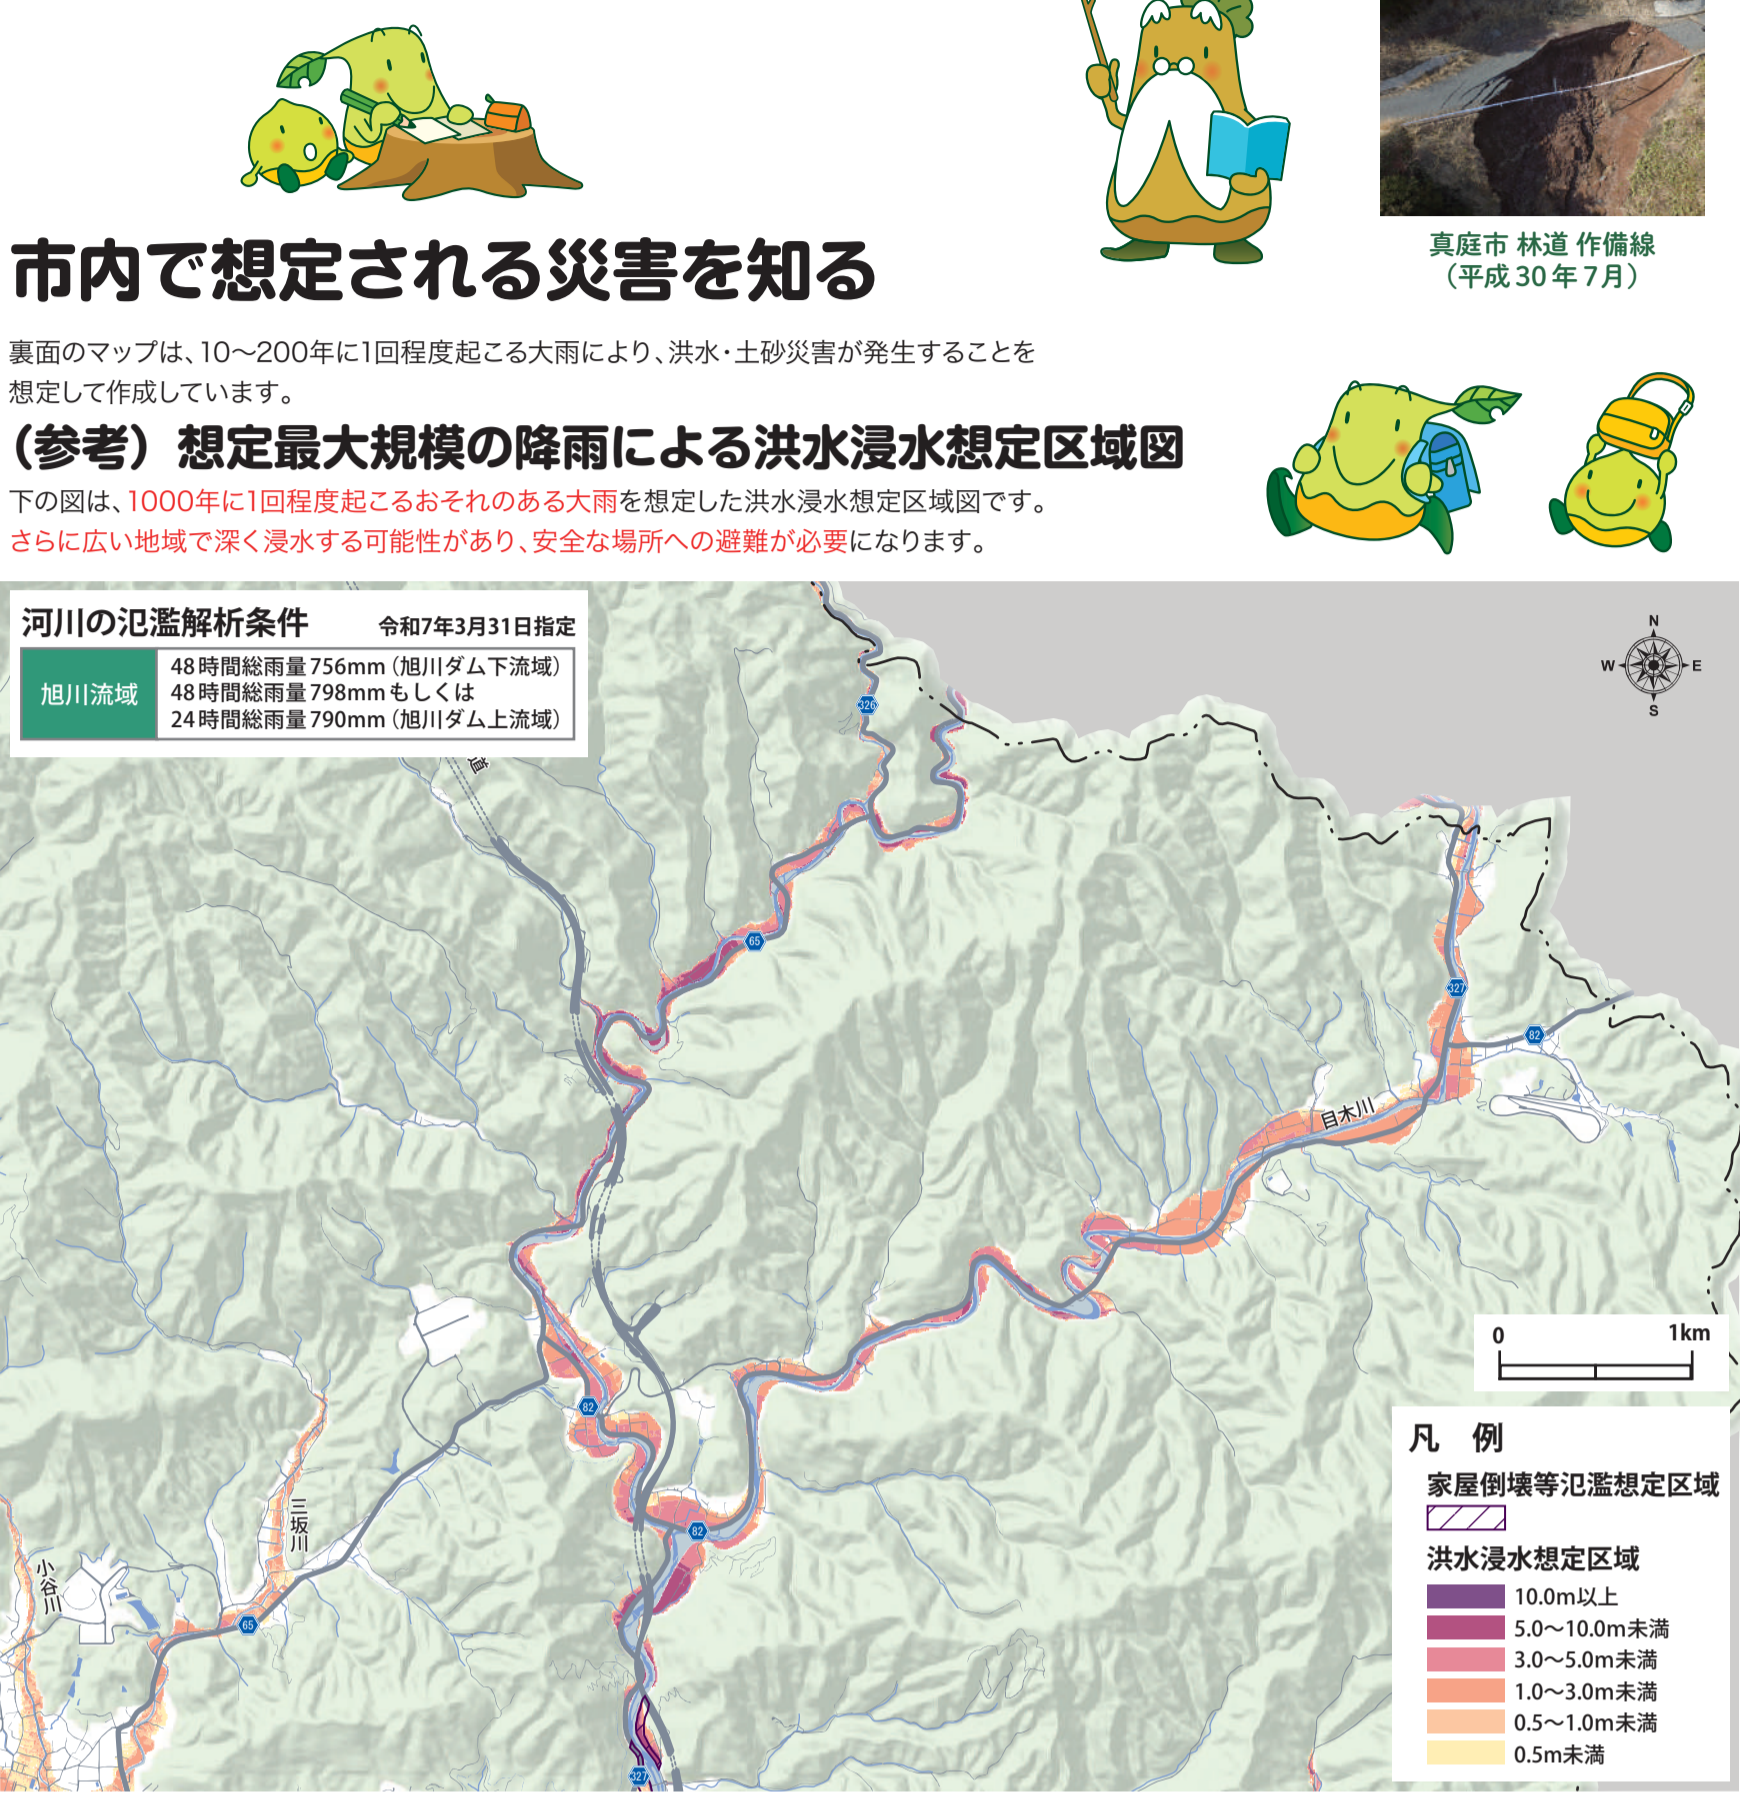 真庭市 林道 作備線
（平成30年7月）
市内で想定される災害を知る
裏面のマップは、10～200年に1回程度起こる大雨により、洪水・土砂災害が発生することを
想定して作成しています。
（参考）想定最大規模の降雨による洪水浸水想定区域図
下の図は、1000年に1回程度起こるおそれのある大雨を想定した洪水浸水想定区域図です。
さらに広い地域で深く浸水する可能性があり、安全な場所への避難が必要になります。
河川の氾濫解析条件 令和7年3月31日指定
旭川流域
48時間総雨量756mm（旭川ダム下流域）
48時間総雨量798mmもしくは
24時間総雨量790mm（旭川ダム上流域）
N
W E
S
道
326
65
327
82
目木川
82
82
三坂川
小谷川
65
327
0 1km
凡 例
家屋倒壊等氾濫想定区域
洪水浸水想定区域
10.0m以上
5.0～10.0m未満
3.0～5.0m未満
1.0～3.0m未満
0.5～1.0m未満
0.5m未満